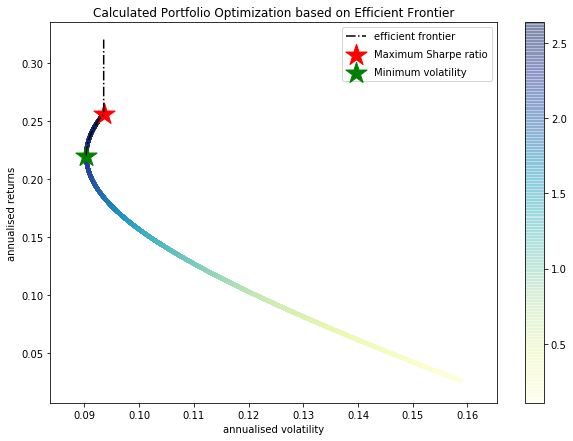 Calculated Portfolio Optimization based on Efficient Frontier
efficient frontier
Maximum Sharpe ratio
Minimum volatility
annualised returns
0.30
0.25
0.20
0.15
0.10
0.05
0.09 0.10 0.11 0.12 0.13 0.14 0.15 0.16
annualised volatility
2.5
2.0
1.5
1.0
0.5